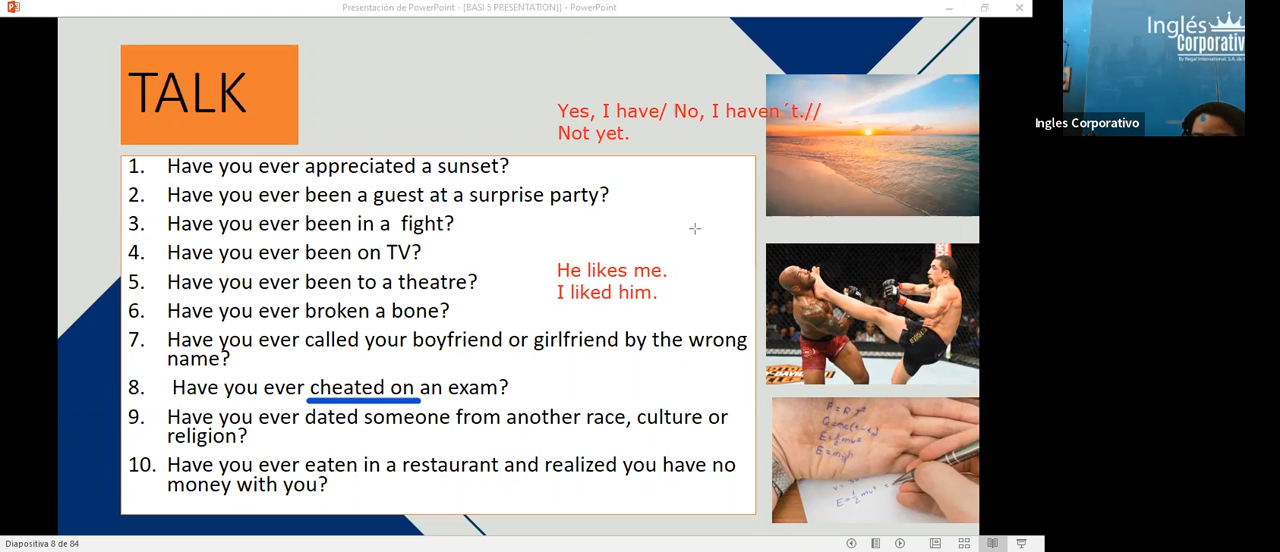 Presentación de PowerPoint - [BASI 5 PRESENTATION)] - PowerPoint
TALK
Yes, I have/ No, I haven´t.//
Not yet.
1. Have you ever appreciated a sunset?
2. Have you ever been a guest at a surprise party?
3. Have you ever been in a fight?
4. Have you ever been on TV?
5. Have you ever been to a theatre?
He likes me.
I liked him.
6. Have you ever broken a bone?
7. Have you ever called your boyfriend or girlfriend by the wrong
name?
8. Have you ever cheated on an exam?
9. Have you ever dated someone from another race, culture or
religion?
10. Have you ever eaten in a restaurant and realized you have no
money with you?
Diapositiva 8 de 84
Inglés
Corporativ
By Regal International, S.A. de
Ingles Corporativo